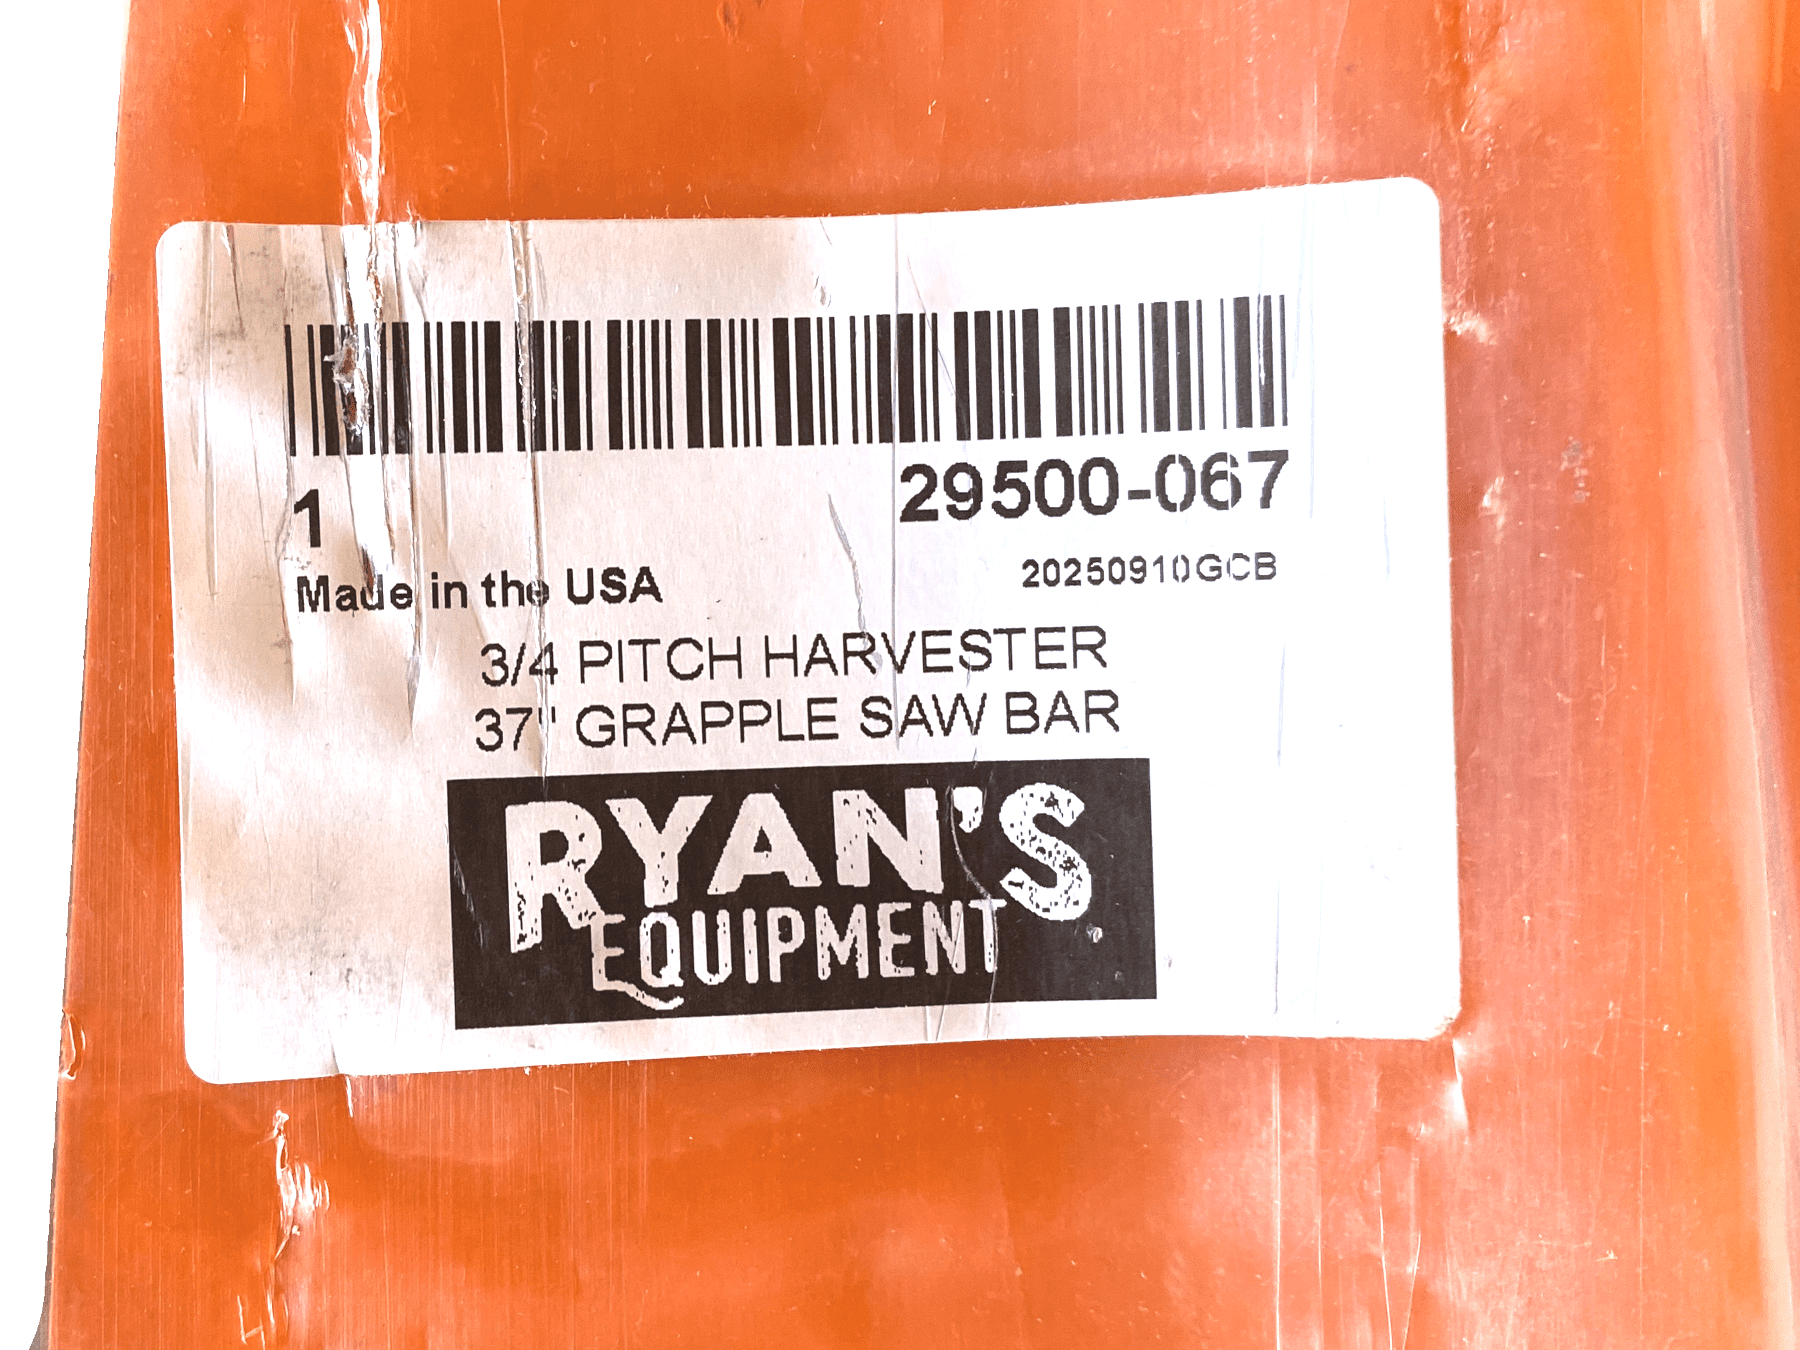 29500-067
1
20250910GCB
Made in the USA
3/4 PITCH HARVESTER
37" GRAPPLE SAW BAR
RYAN'S
EQUIPMENT